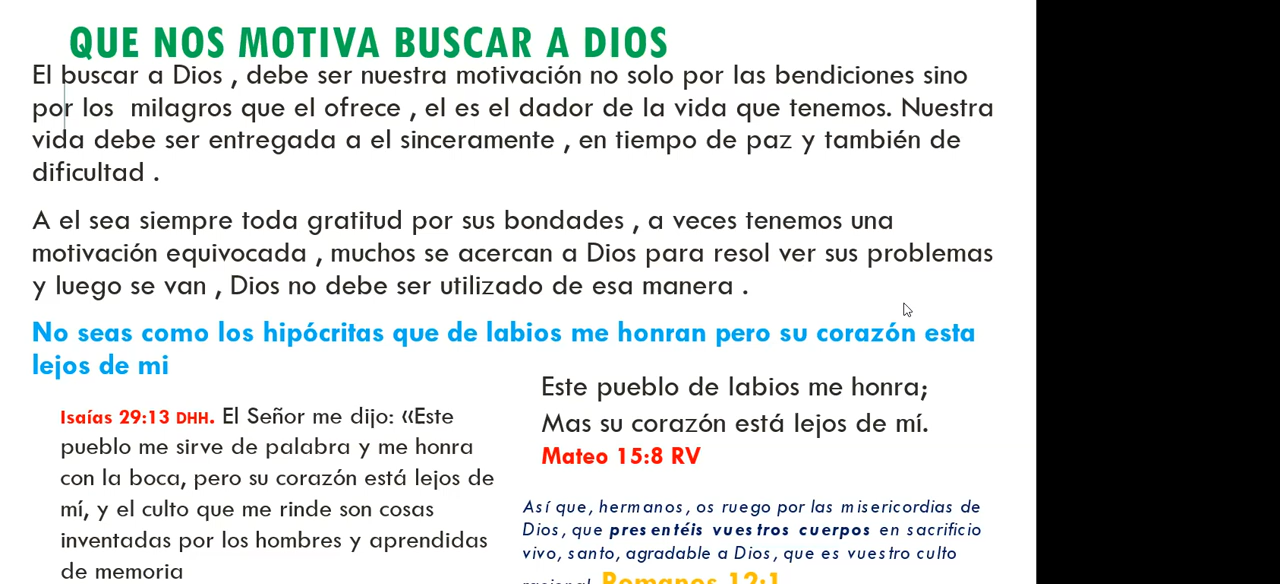 QUE NOS MOTIVA BUSCAR A DIOS
El buscar a Dios , debe ser nuestra motivación no solo por las bendiciones sino
por los milagros que el ofrece , el es el dador de la vida que tenemos. Nuestra
vida debe ser entregada a el sinceramente , en tiempo de paz y también de
dificultad .
A el sea siempre toda gratitud por sus bondades , a veces tenemos una
motivación equivocada , muchos se acercan a Dios para resol ver sus problemas
y luego se van , Dios no debe ser utilizado de esa manera .
No seas como los hipócritas que de labios me honran pero su corazón esta
lejos de mi
Isaías 29:13 DHH. El Señor me dijo: «Este
pueblo me sirve de palabra y me honra
con la boca, pero su corazón está lejos de
mí, y el culto que me rinde son cosas
inventadas por los hombres y aprendidas
de memoria
Este pueblo de labios me honra;
Mas su corazón está lejos de mí.
Mateo 15:8 RV
Así que, hermanos, os ruego por las misericordias de
Dios, que presentéis vuestros cuerpos en sacrificio
vivo, santo, agradable a Dios, que es vuestro culto
racional. Romanos 12:1